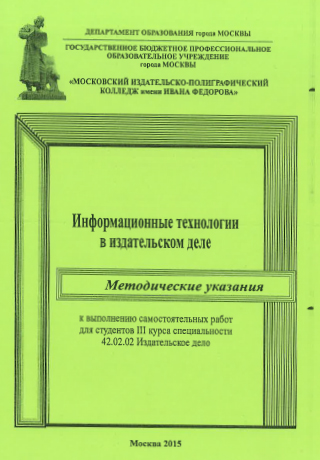 ДЕПАРТАМЕНТ ОБРАЗОВАНИЯ города МОСКВЫ
ГОСУДАРСТВЕННОЕ БЮДЖЕТНОЕ ПРОФЕССИОНАЛЬНОЕ
ОБРАЗОВАТЕЛЬНОЕ УЧРЕЖДЕНИЕ
города МОСКВЫ
«МОСКОВСКИЙ ИЗДАТЕЛЬСКО-ПОЛИГРАФИЧЕСКИЙ
КОЛЛЕДЖ имени ИВАНА ФЕДОРОВА»
Информационные технологии
в издательском деле
Методические указания
к выполнению самостоятельных работ
для студентов III курса специальности
42.02.02 Издательское дело
Москва 2015